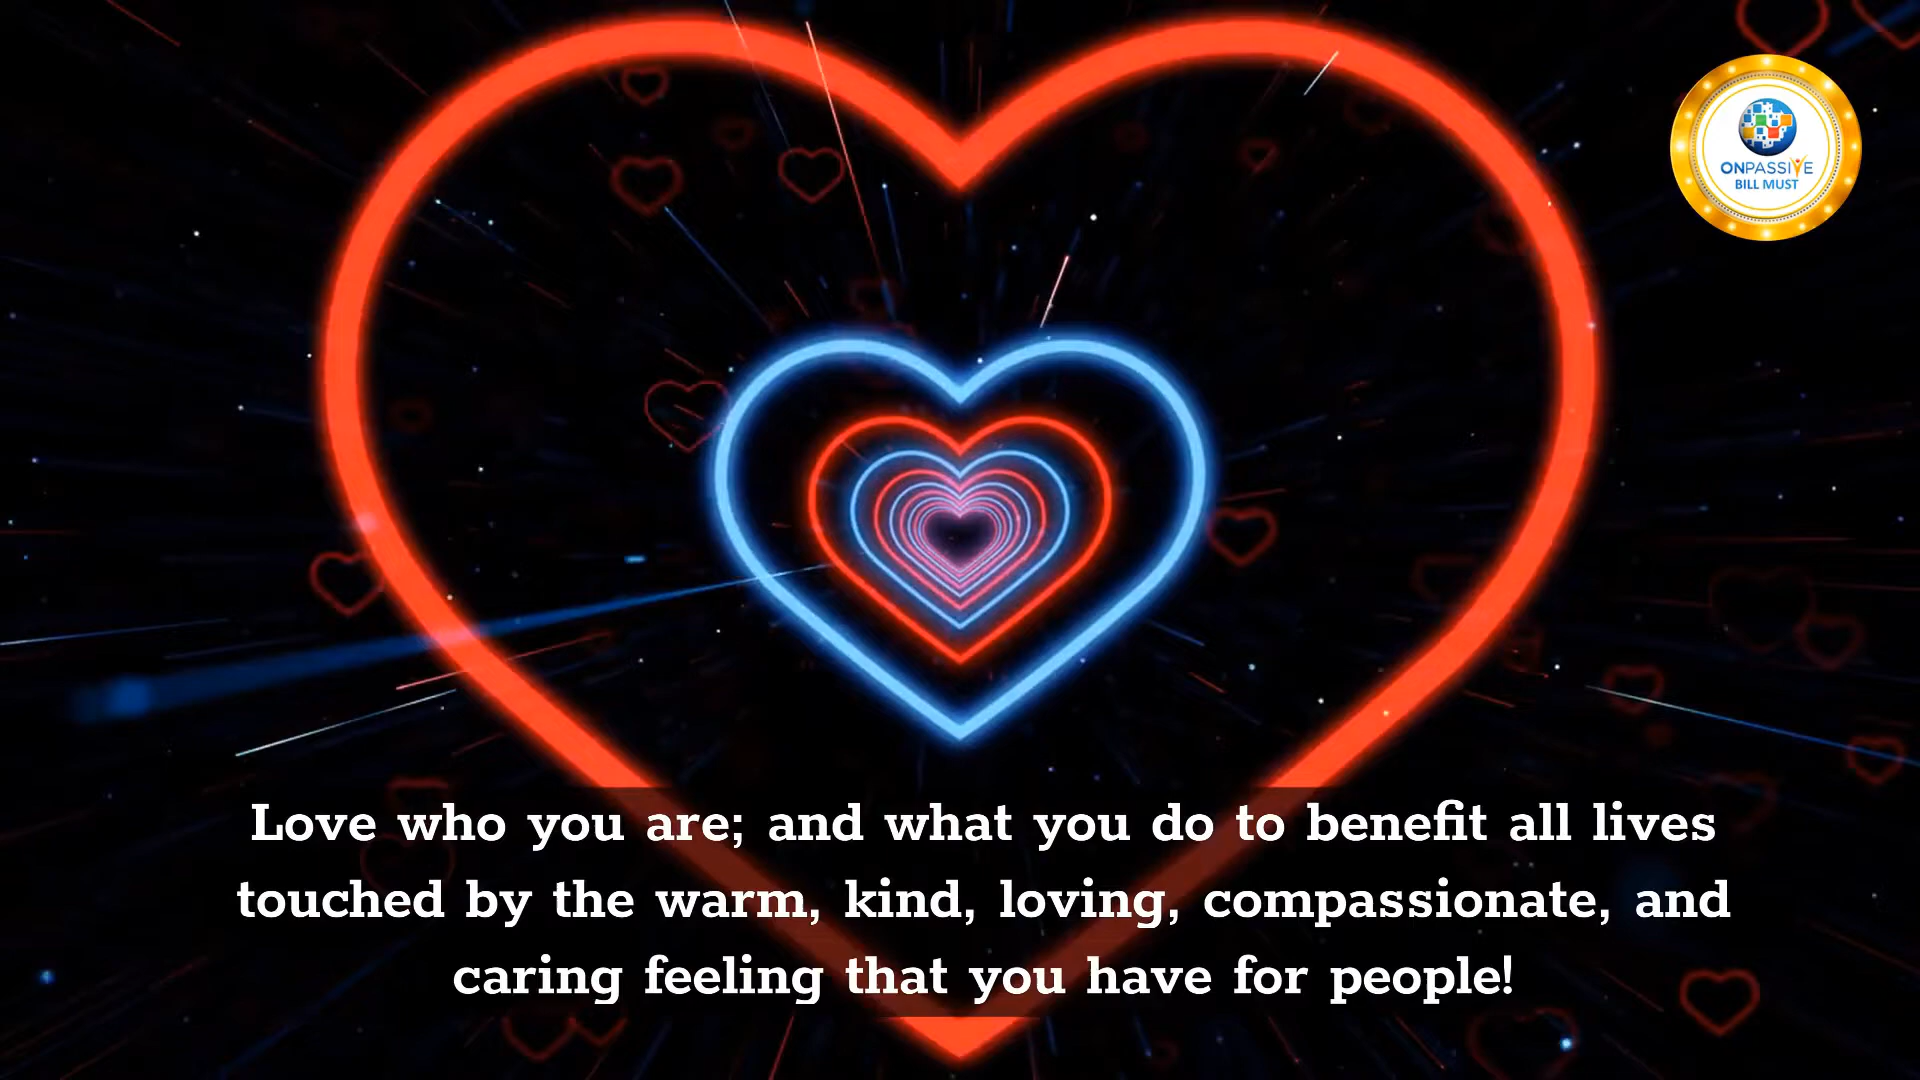 ONPASSIVE
BILL MUST
Love who you are; and what you do to benefit all lives
touched by the warm, kind, loving, compassionate, and
caring feeling that you have for people!